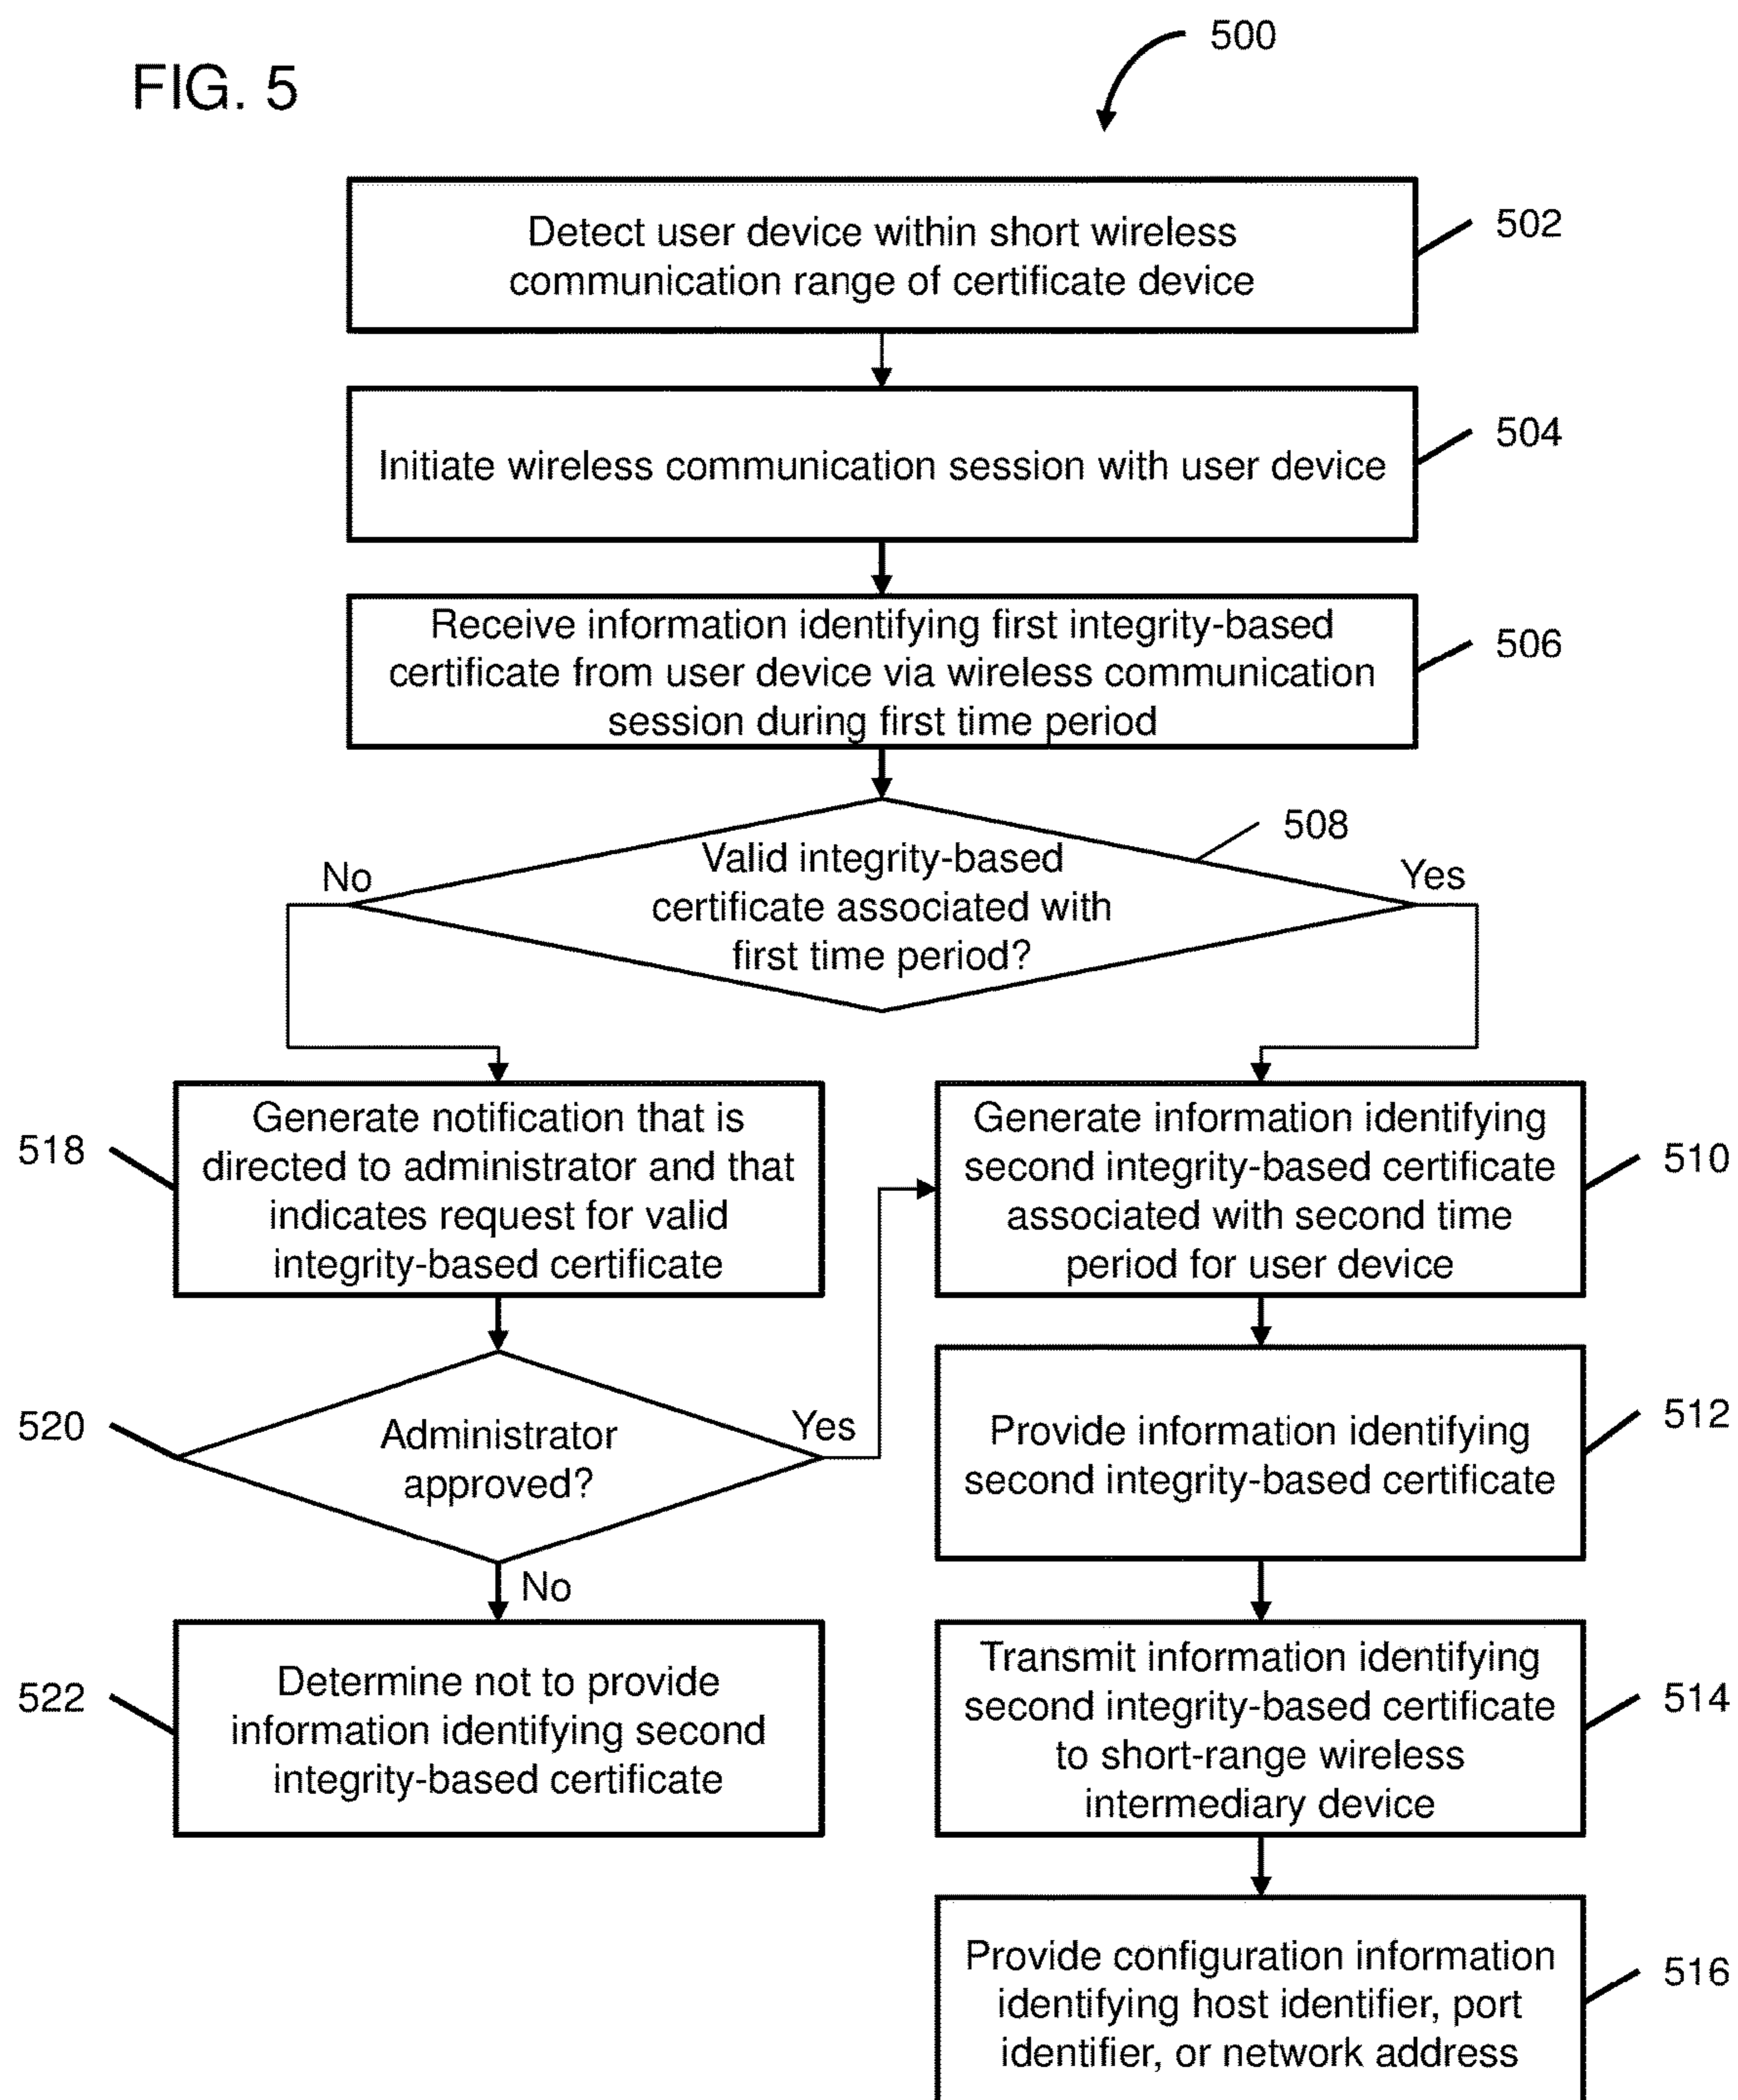 FIG. 5
500
Detect user device within short wireless
communication range of certificate device
502
Initiate wireless communication session with user device
504
Receive information identifying first integrity-based
certificate from user device via wireless communication
session during first time period
506
Valid integrity-based
certificate associated with
first time period?
508
No
Yes
518
Generate notification that is
directed to administrator and that
indicates request for valid
integrity-based certificate
Generate information identifying
second integrity-based certificate
associated with second time
period for user device
510
520
Administrator
approved?
Yes
No
Provide information identifying
second integrity-based certificate
512
522
Determine not to provide
information identifying second
integrity-based certificate
Transmit information identifying
second integrity-based certificate
to short-range wireless
intermediary device
514
Provide configuration information
identifying host identifier, port
identifier, or network address
516